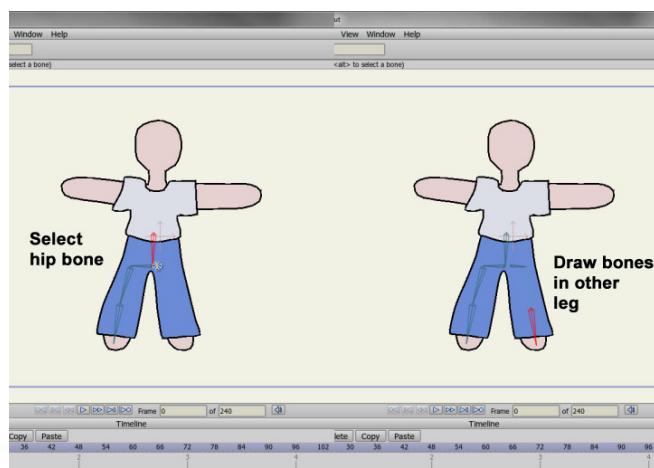 ut
Window Help
View Window Help
select a bone)
<alt> to select a bone)
Select
hip bone
Draw bones
in other
leg
Frame 0 of 240
Frame 0 of 240
Timeline
Timeline
Copy Paste
lete Copy Paste
36 42 48 54 60 66 72 78 84 90 96 102
30 36 42 48 54 60 66 72 78 84 90 96
2 3 4
2 3 4